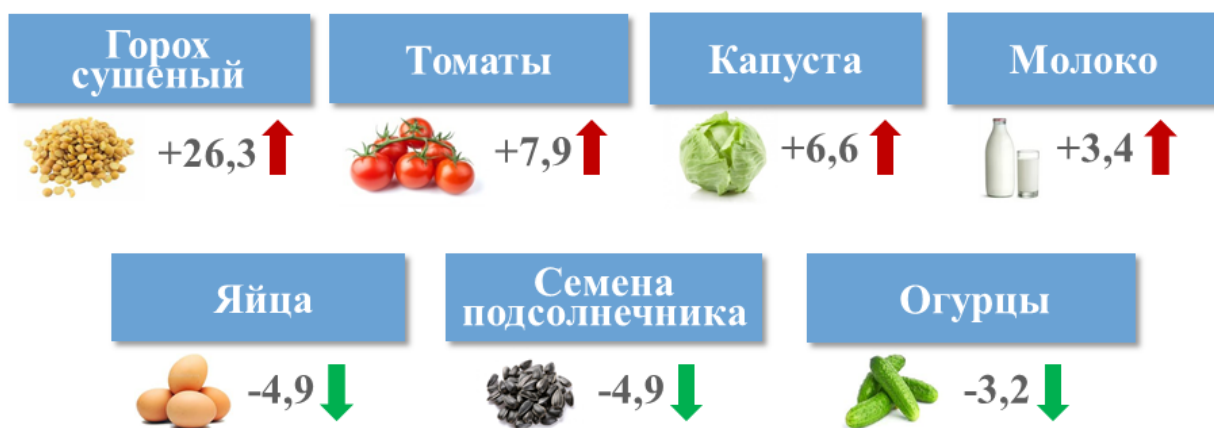 Горох
сушеный
Томаты
Капуста
Молоко
+26,3
+7,9
+6,6
+3,4
Яйца
Семена
подсолнечника
Огурцы
-4,9
-4,9
-3,2